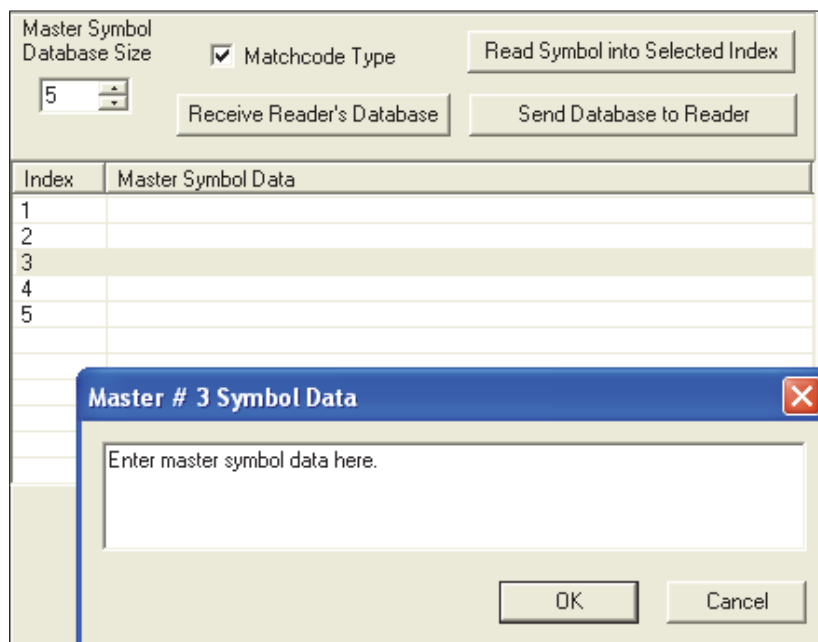 Master Symbol
Database Size
Matchcode Type
Read Symbol into Selected Index
5
Receive Reader's Database
Send Database to Reader
Index Master Symbol Data
1
2
3
4
5
Master # 3 Symbol Data
Enter master symbol data here.
OK Cancel